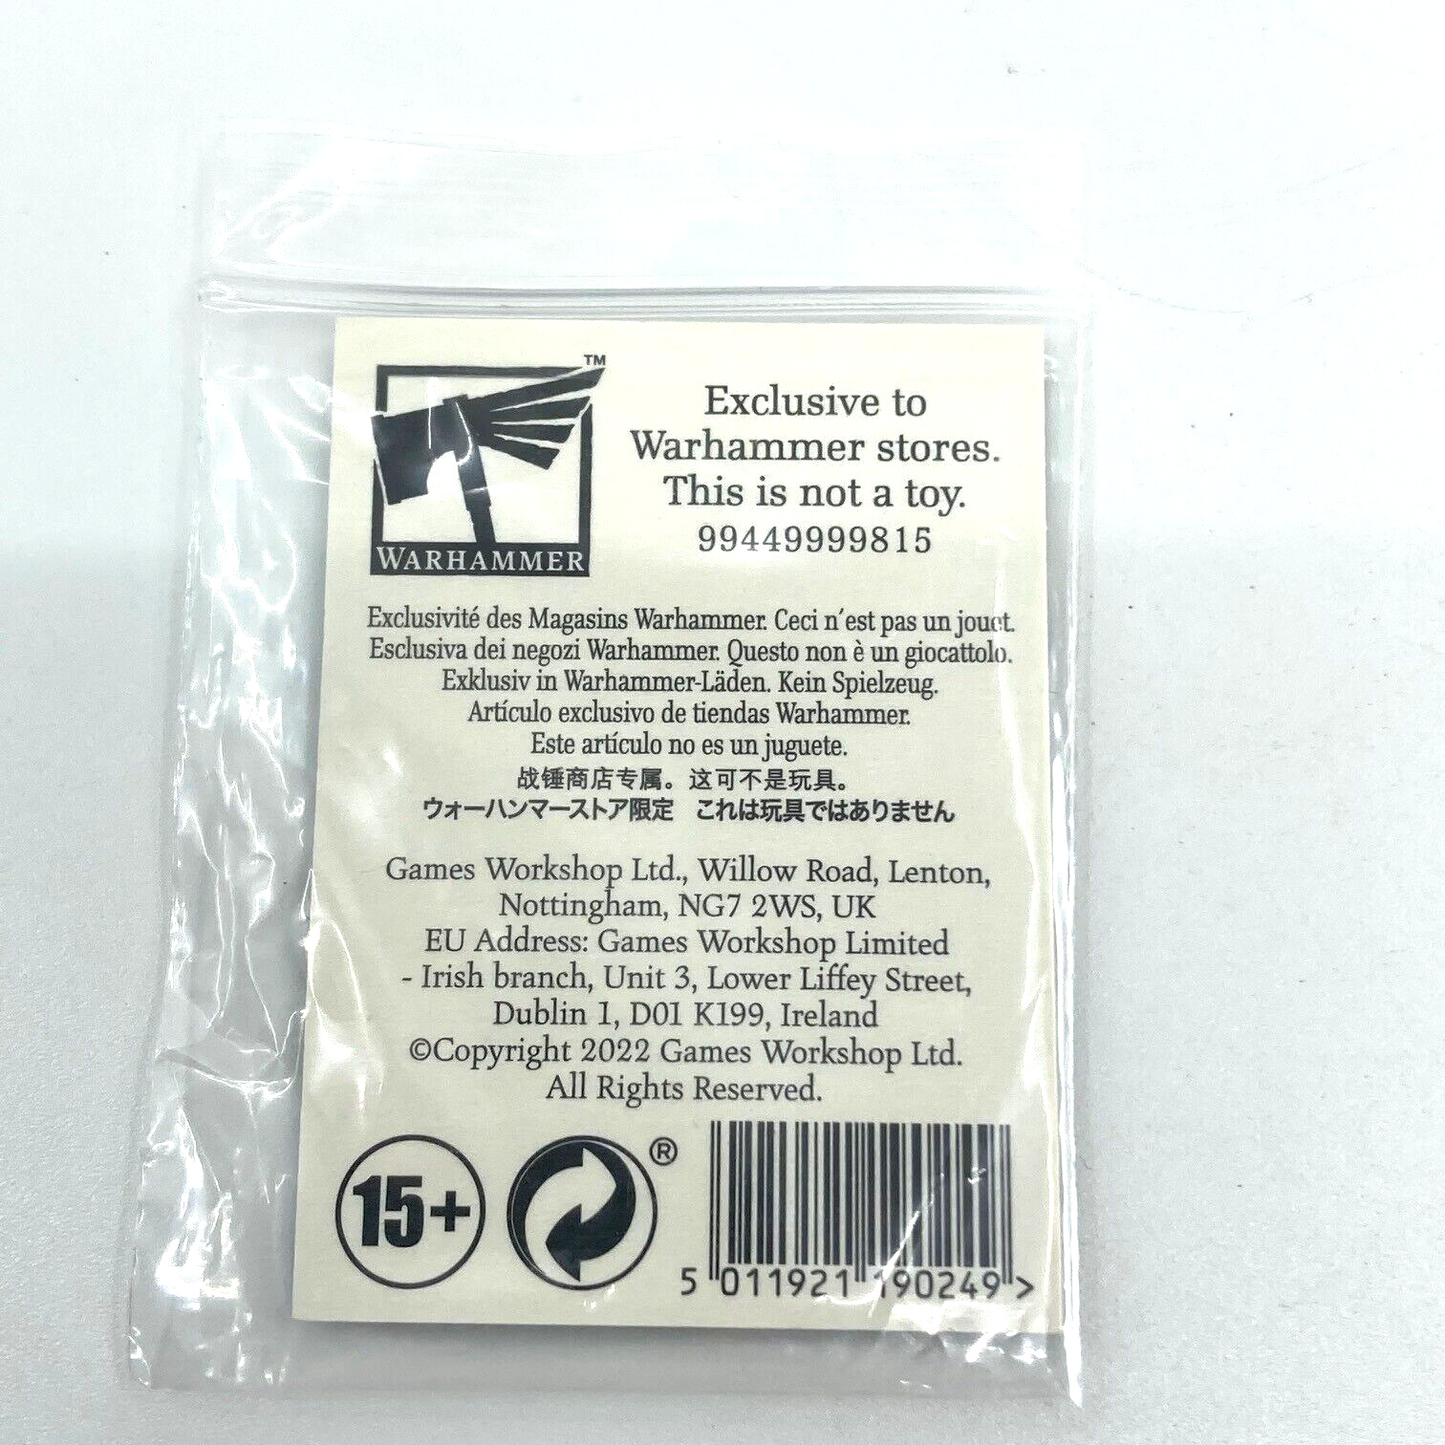 ™
WARHAMMER
Exclusive to
Warhammer stores.
This is not a toy.
99449999815
Exclusivité des Magasins Warhammer. Ceci n'est pas un jouet.
Esclusiva dei negozi Warhammer. Questo non è un giocattolo.
Exklusiv in Warhammer-Läden. Kein Spielzeug.
Artículo exclusivo de tiendas Warhammer.
Este artículo no es un juguete.
战锤商店专属。这可不是玩具。
ウォーハンマーストア限定　これは玩具ではありません
Games Workshop Ltd., Willow Road, Lenton,
Nottingham, NG7 2WS, UK
EU Address: Games Workshop Limited
- Irish branch, Unit 3, Lower Liffey Street,
Dublin 1, D01 K199, Ireland
©Copyright 2022 Games Workshop Ltd.
All Rights Reserved.
15+
®
5 011921 190249 >